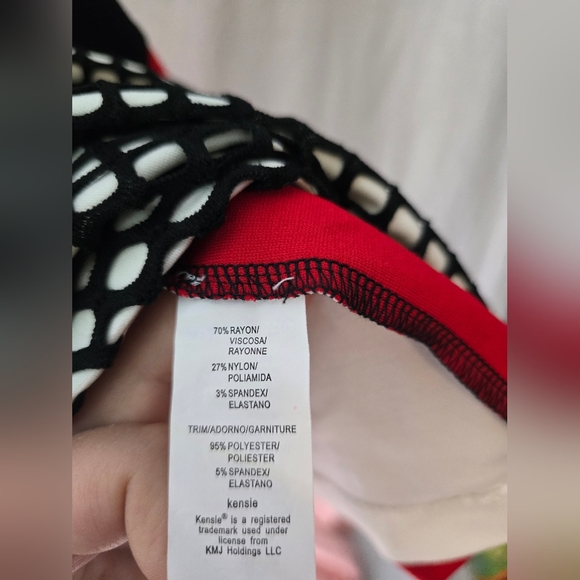 70% RAYON/
VISCOSA/
RAYONNE
27% NYLON/
POLIAMIDA
3% SPANDEX/
ELASTANO
TRIM/ADORNO/GARNITURE
95% POLYESTER/
POLIESTER
5% SPANDEX/
ELASTANO
kensie
Kensie® is a registered
trademark used under
license from
KMJ Holdings LLC